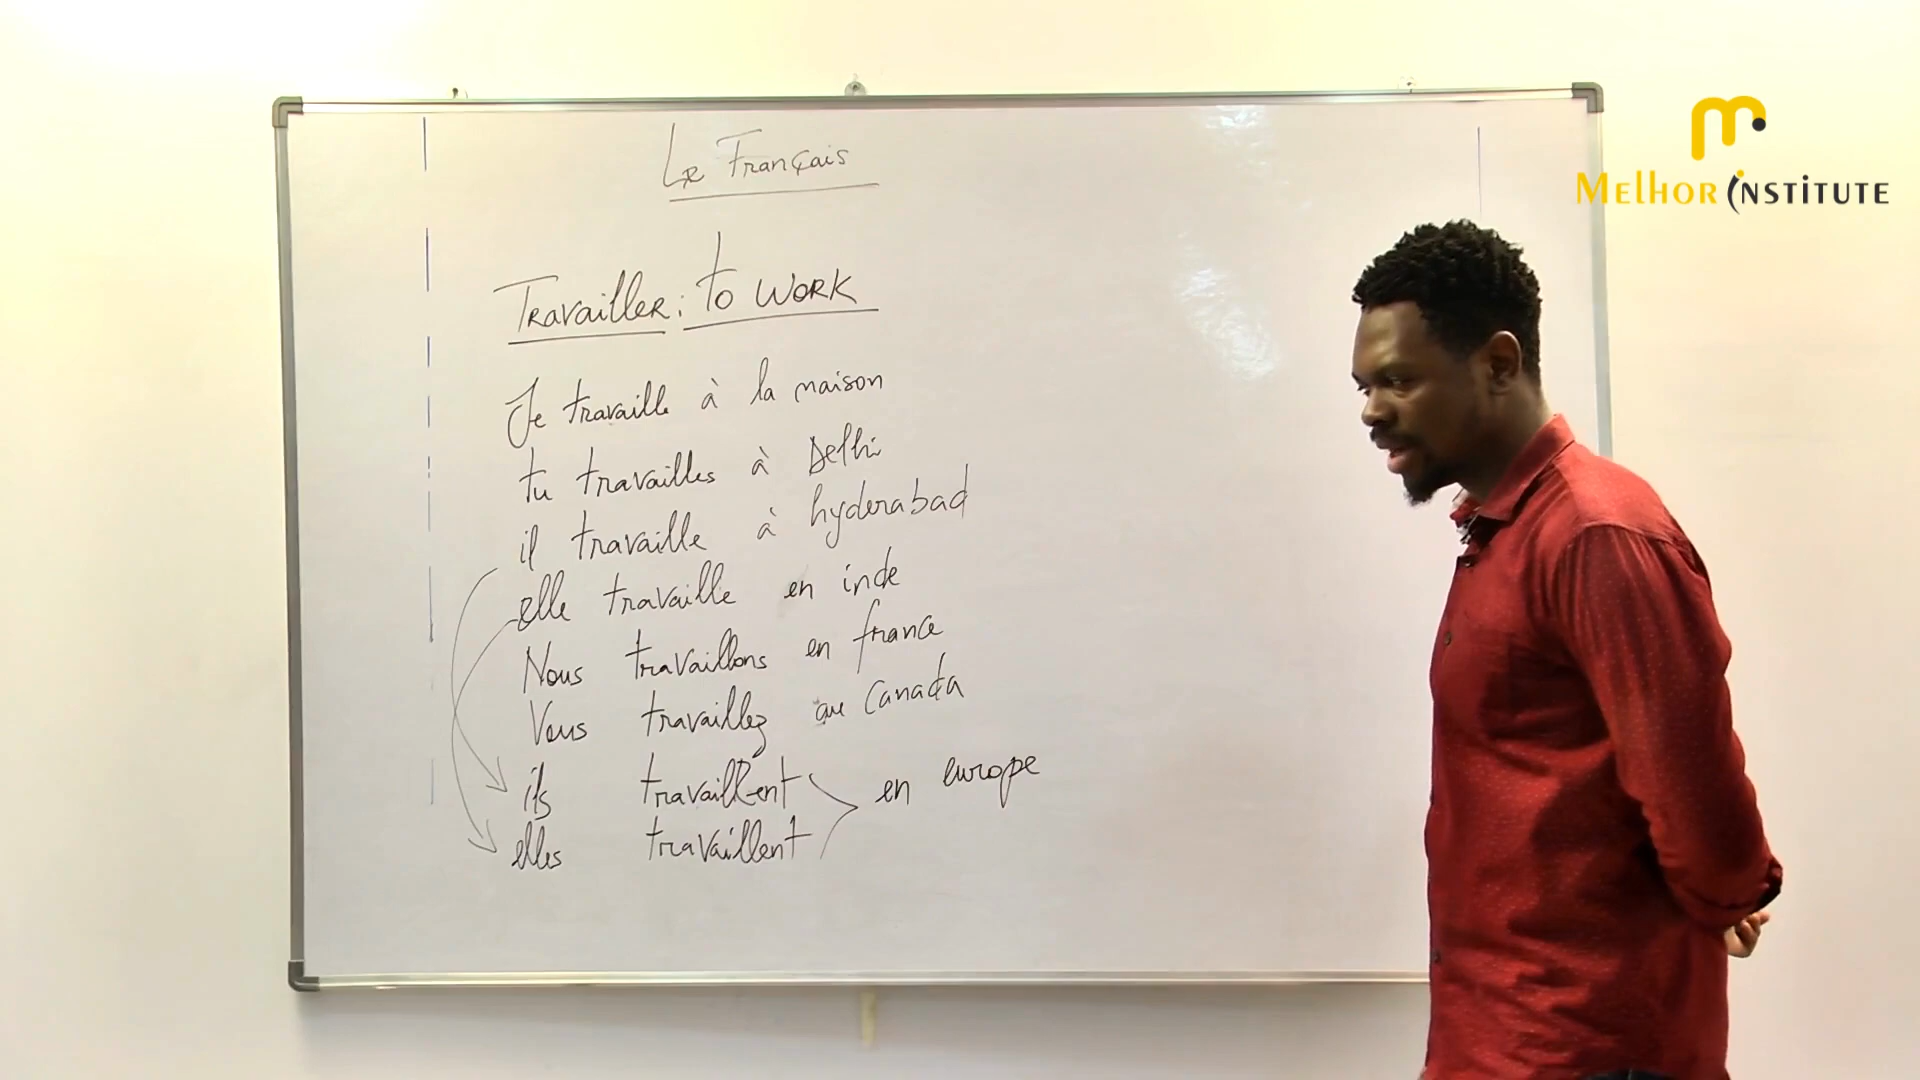 Le Français
Travailler : to work
Je travaille à la maison
tu travailles à Delhi
il travaille à hyderabad
elle travaille en inde
Nous travaillons en france
Vous travaillez au Canada
ils travaillent
en europe
elles travaillent
m
Melhor institute